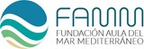 FAMM
FUNDACIÓN AULA DEL
MAR MEDITERRÁNEO